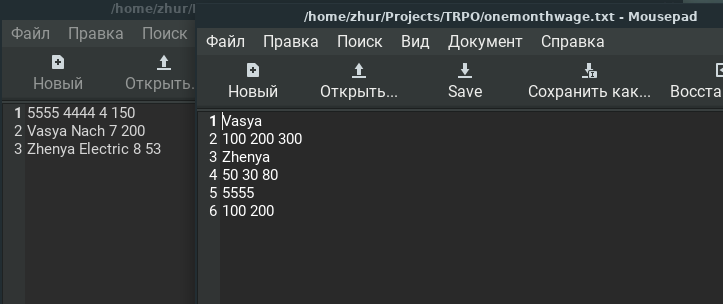 /home/zhur/
Файл Правка Поиск
Новый Открыть.
1 5555 4444 4 150
2 Vasya Nach 7 200
3 Zhenya Electric 8 53
/home/zhur/Projects/TRPO/onemonthwage.txt - Mousepad
Файл Правка Поиск Вид Документ Справка
Новый Открыть... Save Сохранить как... Восста
1 Vasya
2 100 200 300
3 Zhenya
4 50 30 80
5 5555
6 100 200